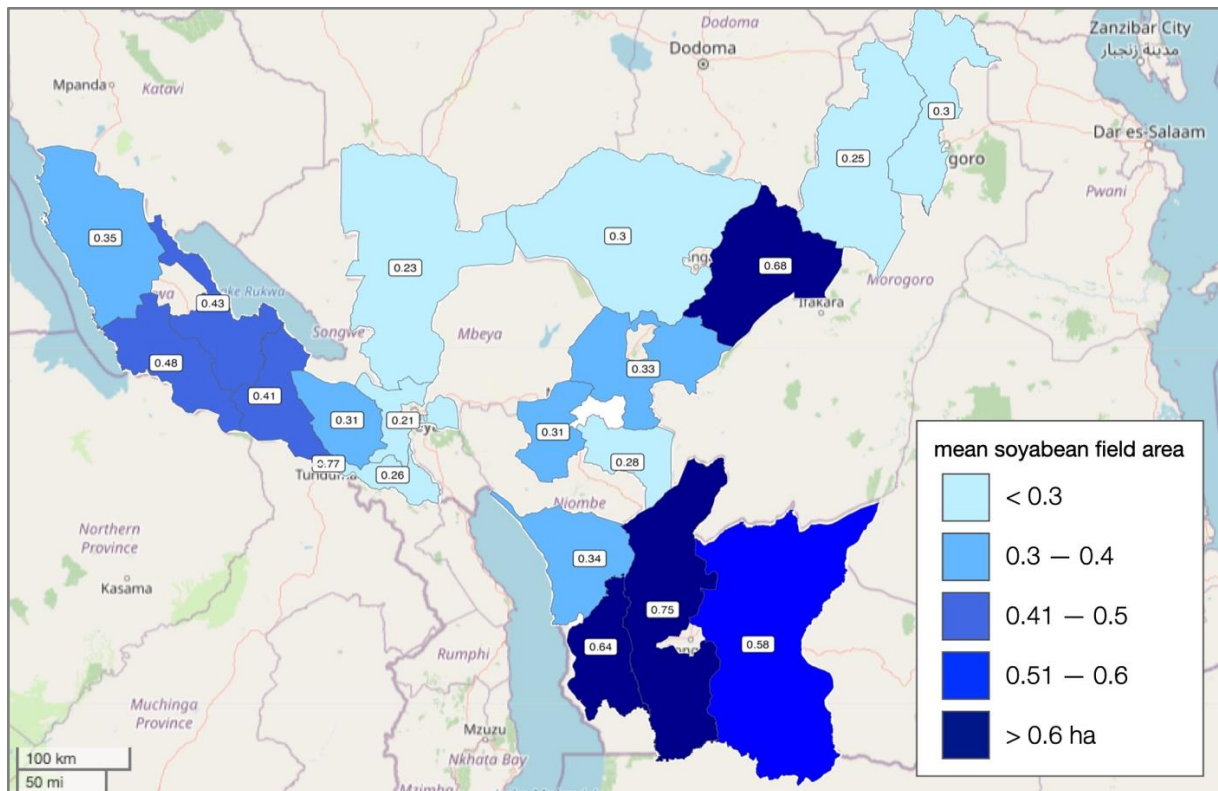 Dodoma
Zanzibar City
مدينة زنجبار
Dodoma
Mpanda
Katavi
0.3
Dar es-Salaam
0.25
goro
Pwani
0.35
0.3
ings
0.23
0.68
Morogoro
Ifakara
wa
ake Rukwa
0.43
Songwe
Mbeya
0.48
0.33
0.41
0.31
0.21
eye
0.31
0.77
Tunduma
0.26
0.28
Njombe
Northern
Province
Kasama
0.34
0.75
0.64
ong
0.58
Rumphi
Muchinga
Province
Mzuzu
Nkhata Bay
Mzimba
100 km
50 mi
mean soyabean field area
< 0.3
0.3 — 0.4
0.41 — 0.5
0.51 — 0.6
> 0.6 ha